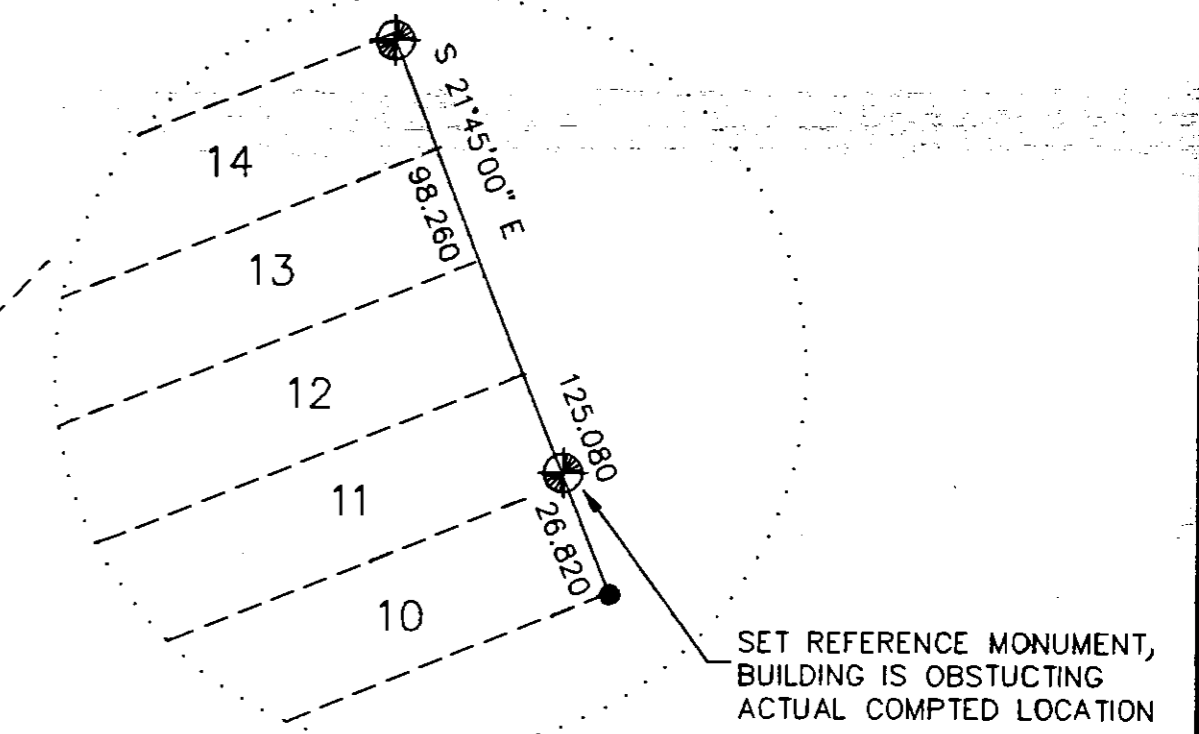 S 21°45'00" E
14
98.260
13
12
125.080
11
26.820
10
SET REFERENCE MONUMENT,
BUILDING IS OBSTUCTING
ACTUAL COMPTED LOCATION